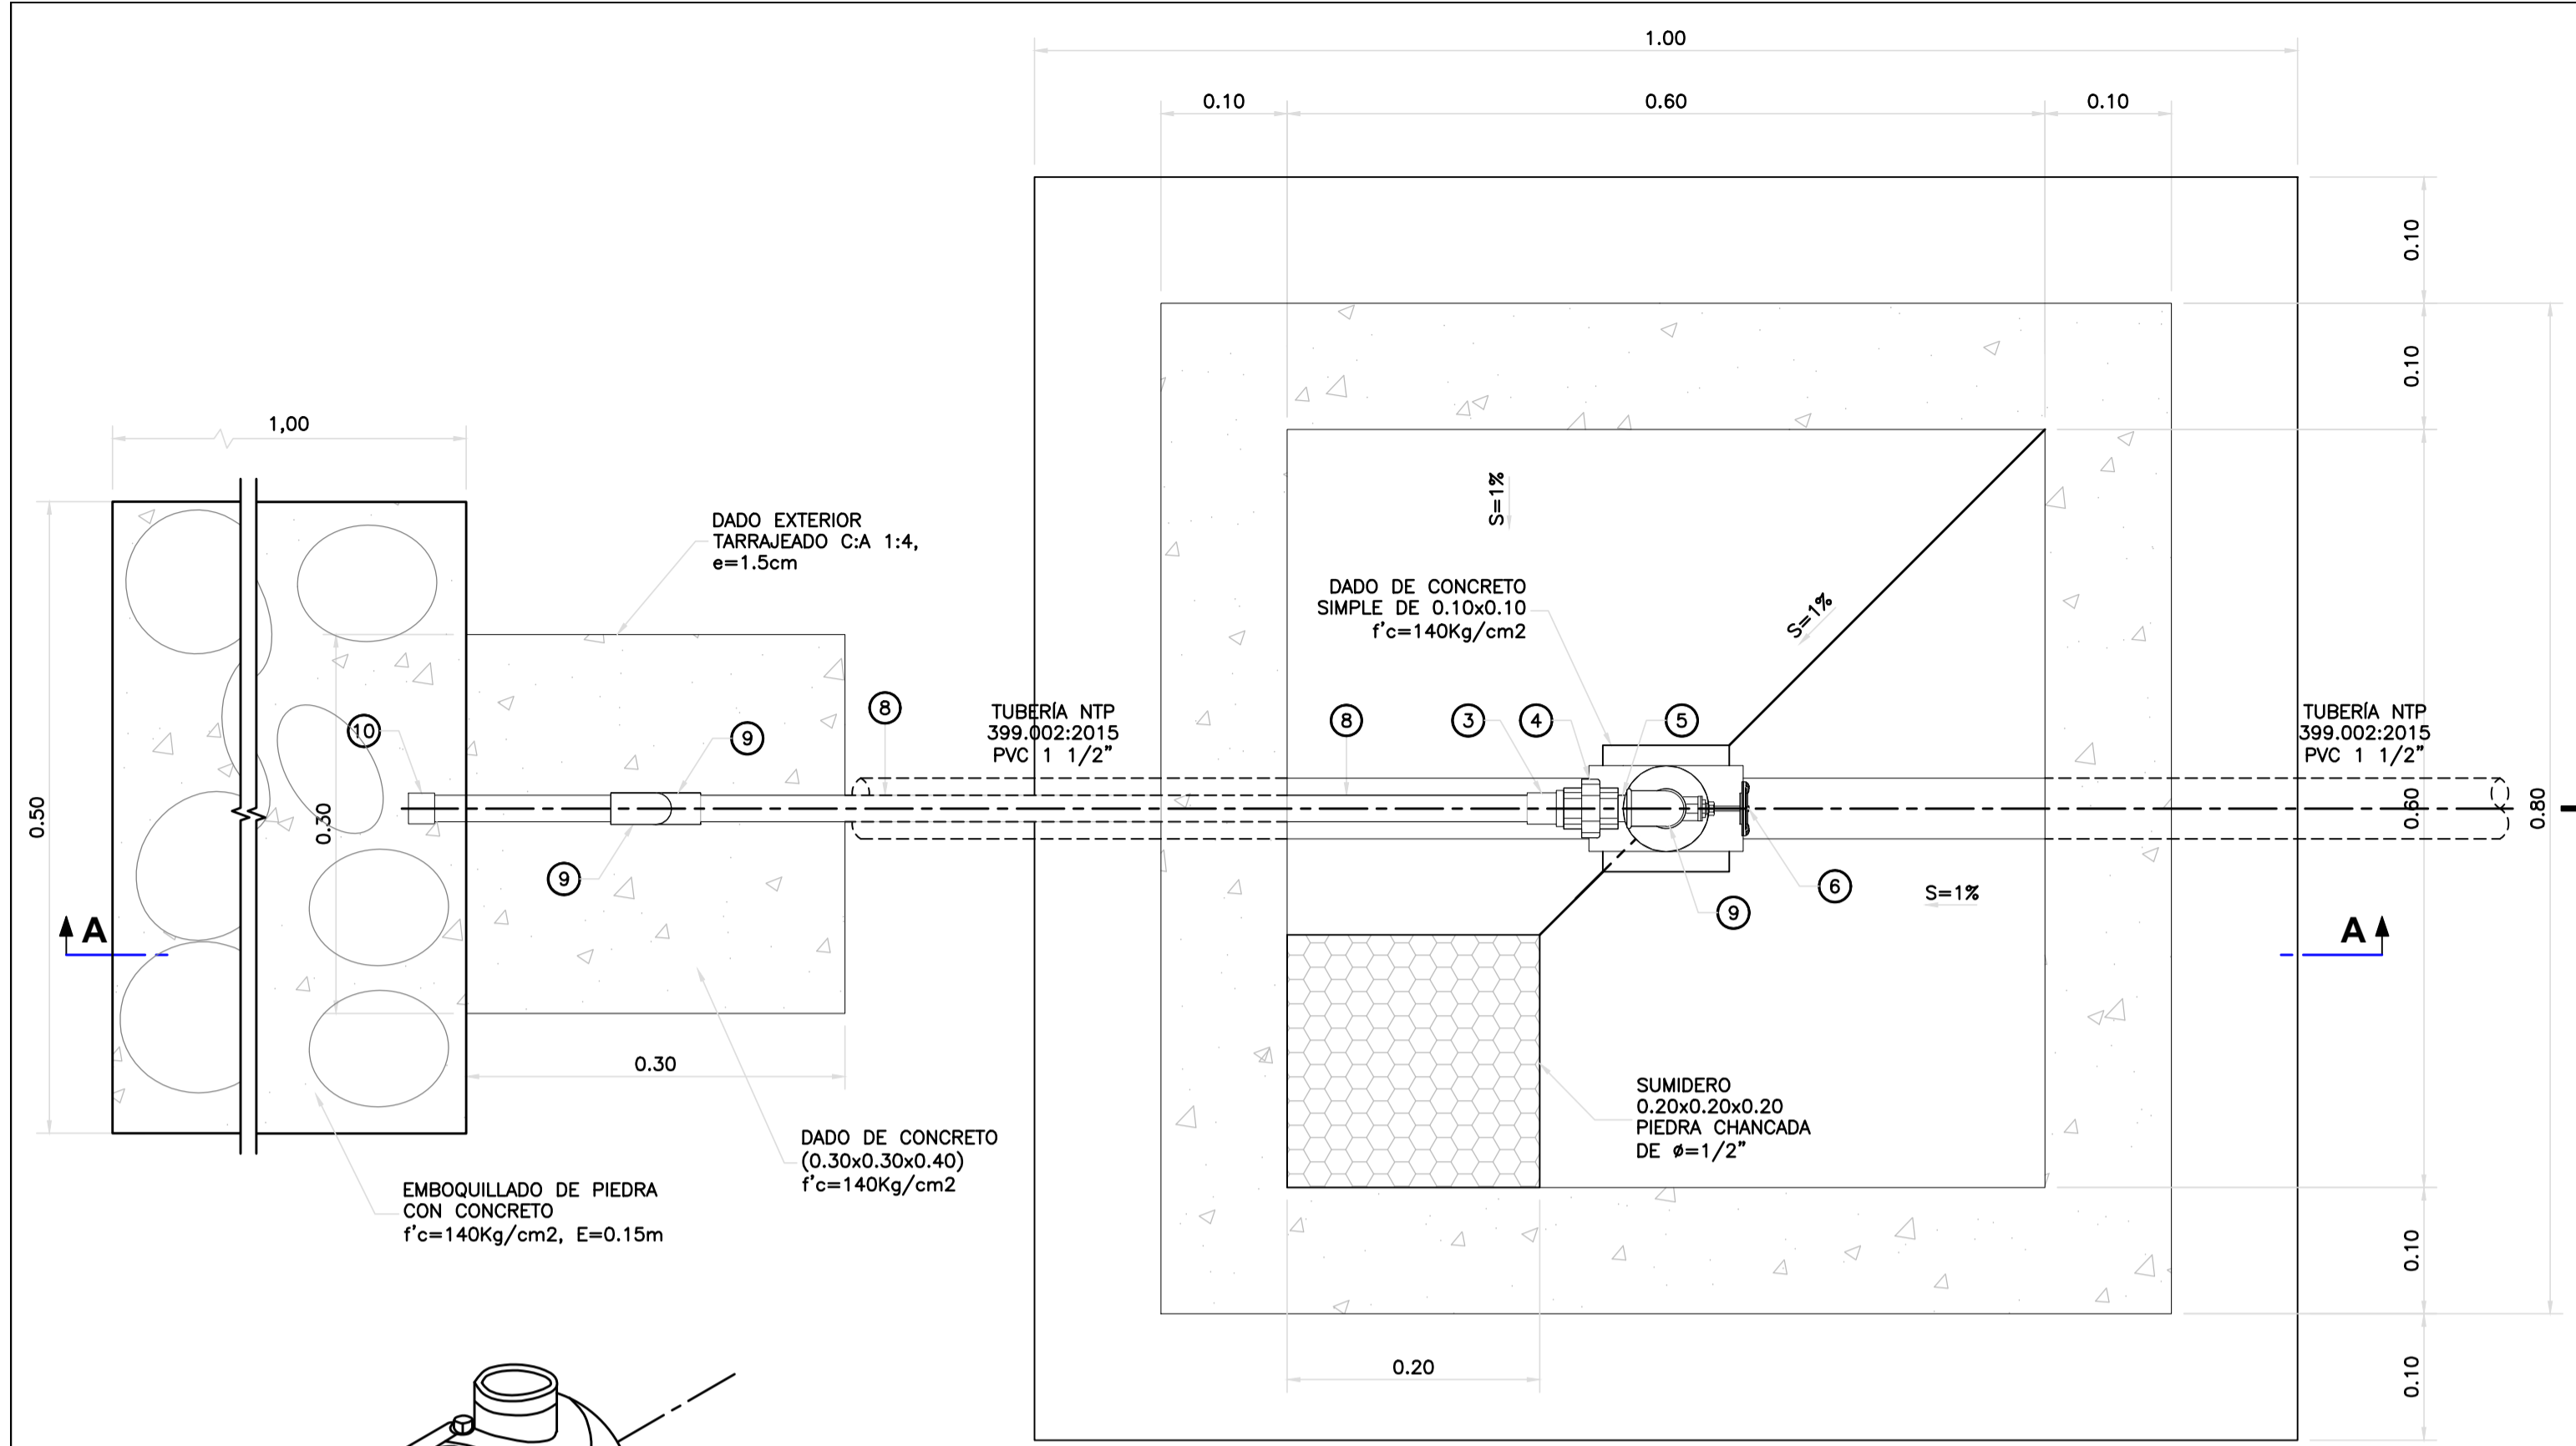 1.00
0.10
0.60
0.10
0.10
0.10
1,00
S=1%
DADO EXTERIOR
TARRAJEADO C:A 1:4,
e=1.5cm
DADO DE CONCRETO
SIMPLE DE 0.10x0.10
f'c=140Kg/cm2
S=1%
10
9
8
TUBERÍA NTP
399.002:2015
PVC 1 1/2”
8
3
4
5
TUBERÍA NTP
399.002:2015
PVC 1 1/2”
0.50
0.30
0.60
0.80
9
6
9
S=1%
A
A
0.30
SUMIDERO
0.20x0.20x0.20
PIEDRA CHANCADA
DE ø=1/2”
DADO DE CONCRETO
(0.30x0.30x0.40)
f'c=140Kg/cm2
EMBOQUILLADO DE PIEDRA
CON CONCRETO
f'c=140Kg/cm2, E=0.15m
0.10
0.20
0.10